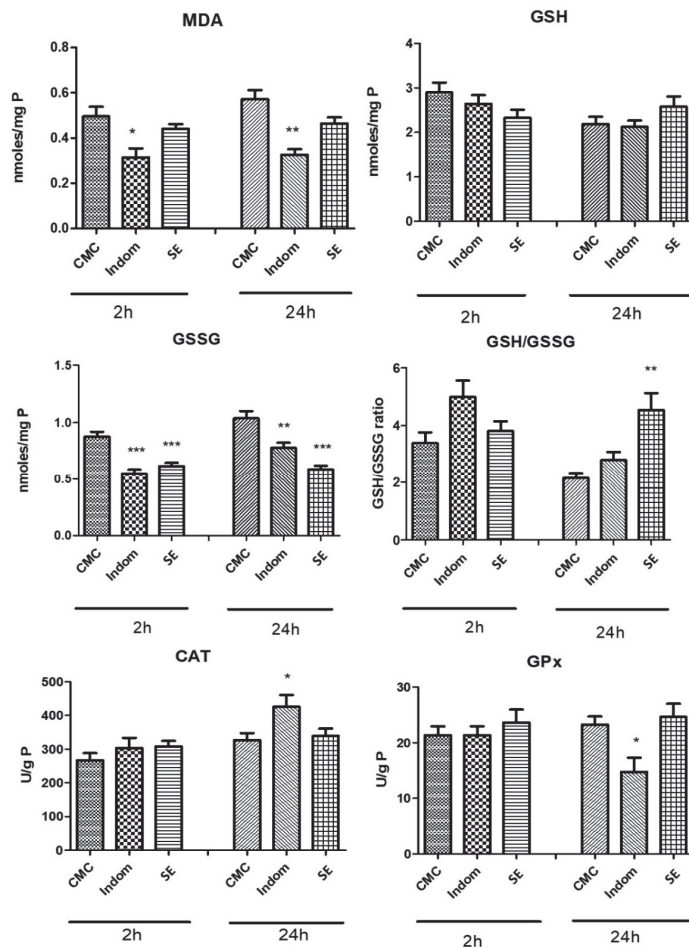 MDA
nmoles/mg P
0.8
0.6
0.4
0.2
0.0
*
**
CMC
Indom
SE
CMC
Indom
SE
2h
24h
GSH
nmoles/mg P
4
3
2
1
0
CMC
Indom
SE
CMC
Indom
SE
2h
24h
GSSG
nmoles/mg P
1.5
1.0
0.5
0.0
***
***
**
***
CMC
Indom
SE
CMC
Indom
SE
2h
24h
GSH/GSSG
GSH/GSSG ratio
6
4
2
0
**
CMC
Indom
SE
CMC
Indom
SE
2h
24h
CAT
U/g P
500
400
300
200
100
0
*
CMC
Indom
SE
CMC
Indom
SE
2h
24h
GPx
U/g P
30
20
10
0
*
CMC
Indom
SE
CMC
Indom
SE
2h
24h